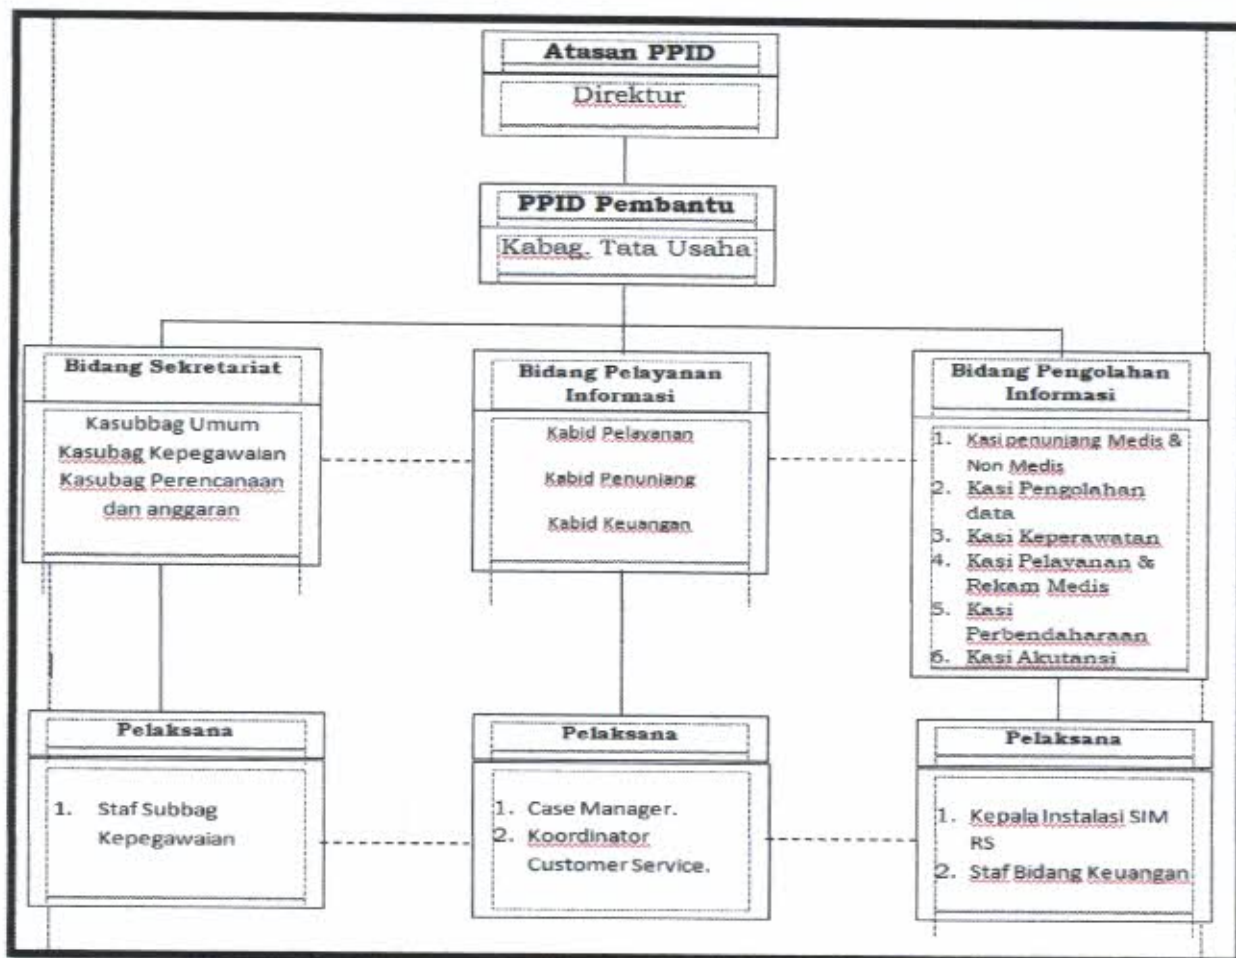 Atasan PPID
Direktur
PPID Pembantu
Kabag. Tata Usaha
Bidang Sekretariat
Kasubbag Umum
Kasubag Kepegawaian
Kasubag Perencanaan
dan anggaran
Bidang Pelayanan
Informasi
Kabid Pelayanan
Kabid Penunjang
Kabid Keuangan
Bidang Pengolahan
Informasi
1. Kasi penunjang Medis &
Non Medis
2. Kasi Pengolahan
data
3. Kasi Keperawatan
4. Kasi Pelayanan &
Rekam Medis
5. Kasi
Perbendaharaan
6. Kasi Akutansi
Pelaksana
1. Staf Subbag
Kepegawaian
Pelaksana
1. Case Manager.
2. Koordinator
Customer Service.
Pelaksana
1. Kepala Instalasi SIM
RS
2. Staf Bidang Keuangan